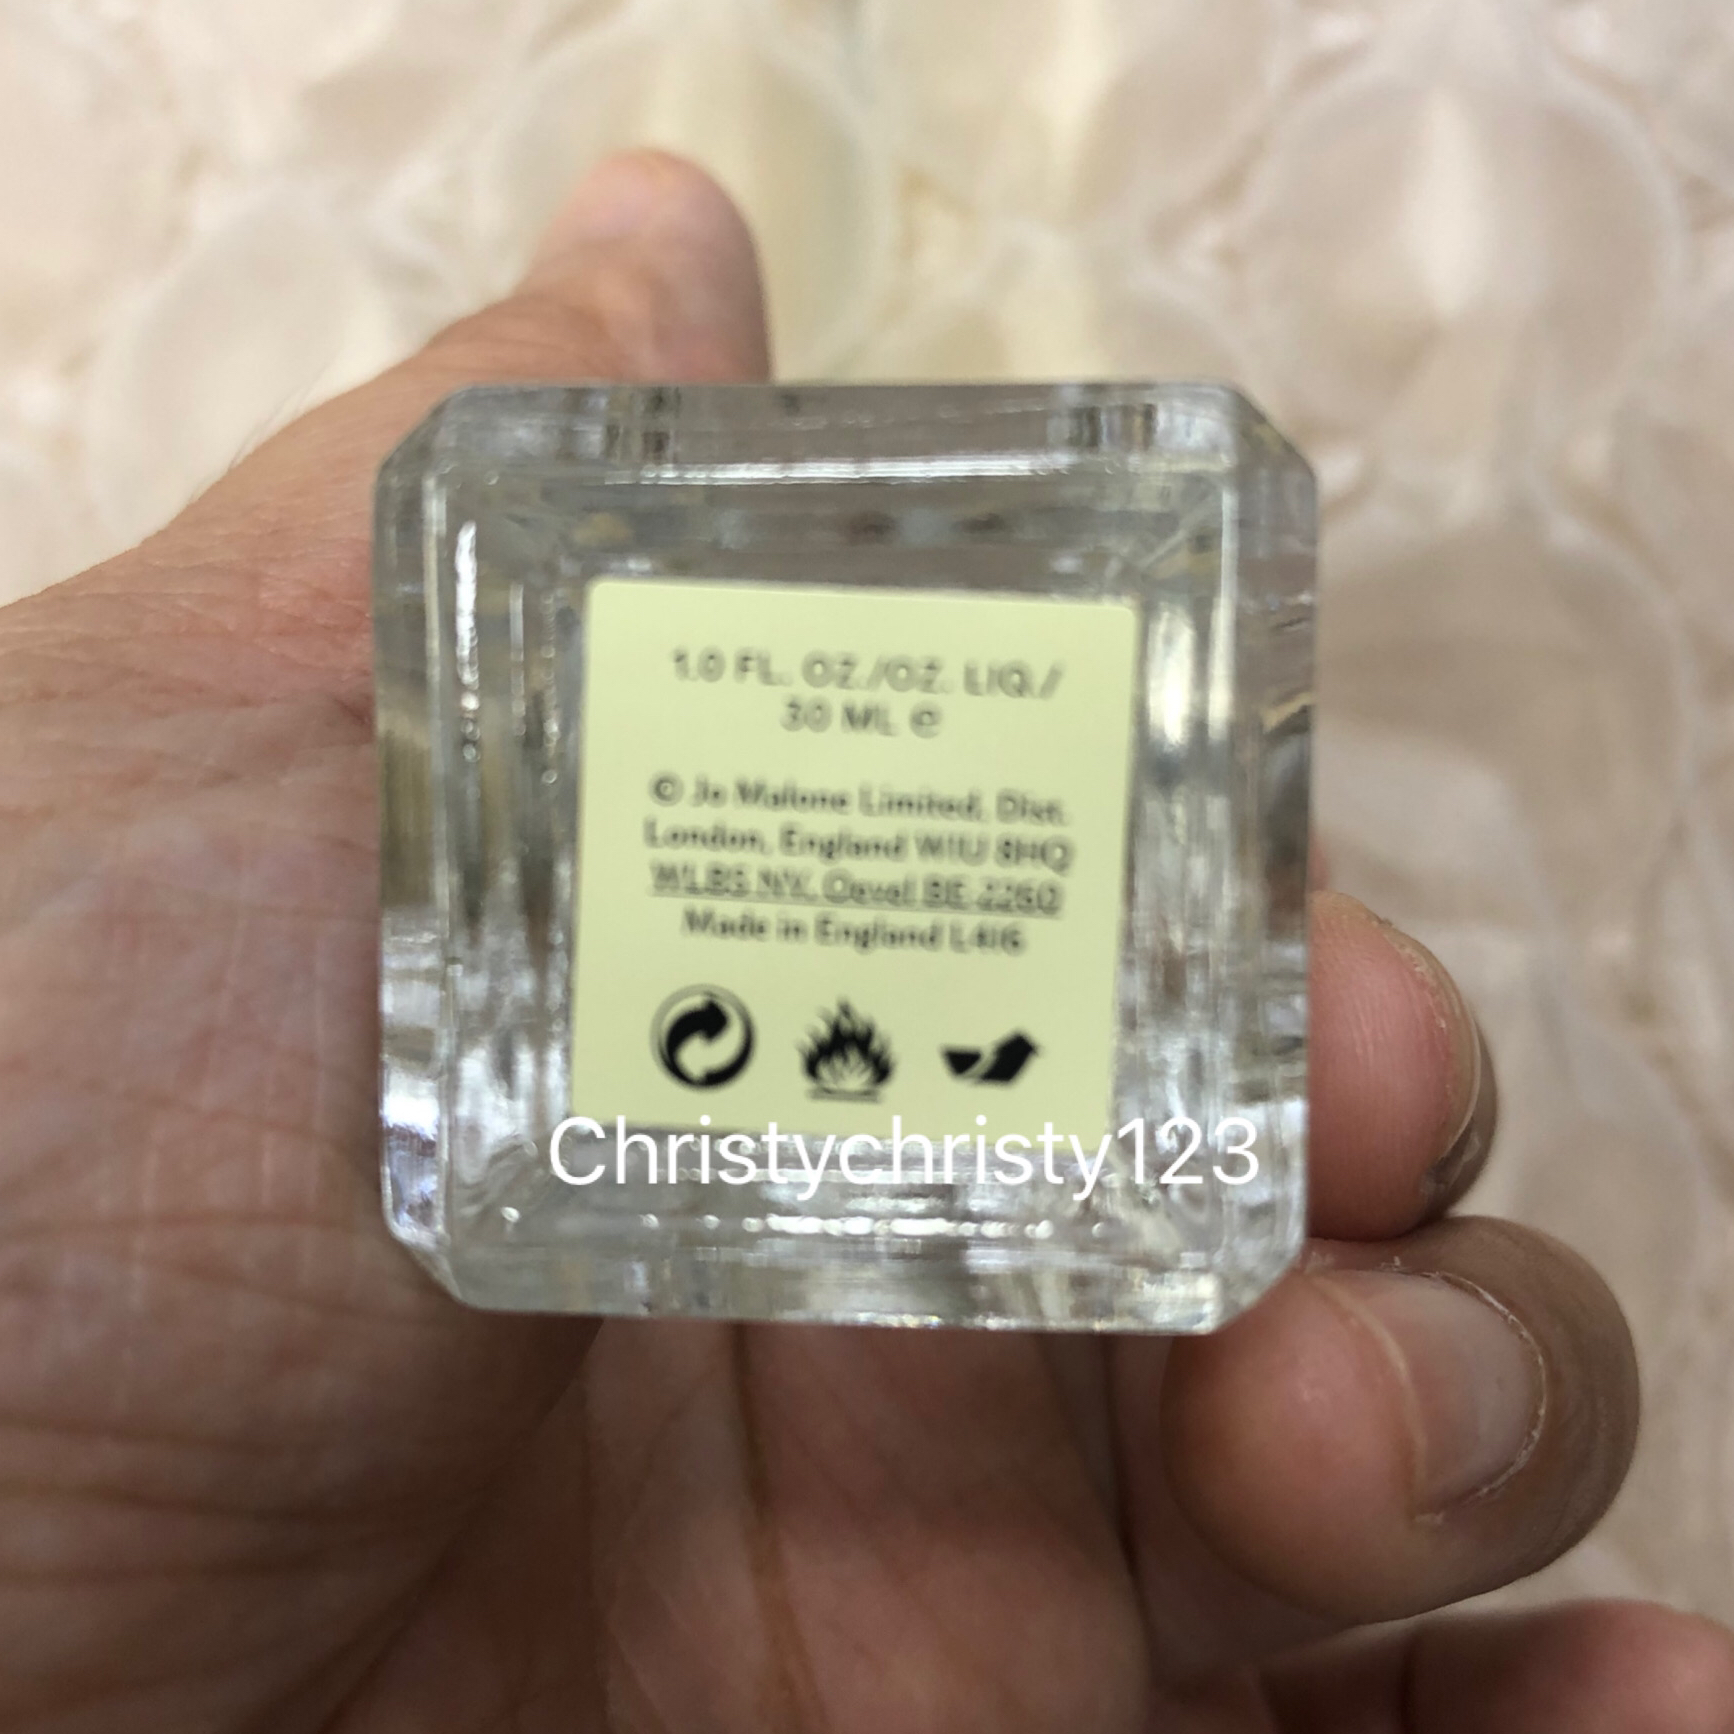 1.0 FL. OZ./OZ. LIQ./
30 ML ℮
© Jo Malone Limited, Dist.
London, England W1U 8HQ
WLBS NV, Oevel BE-2260
Made in England L416
Christychristy123